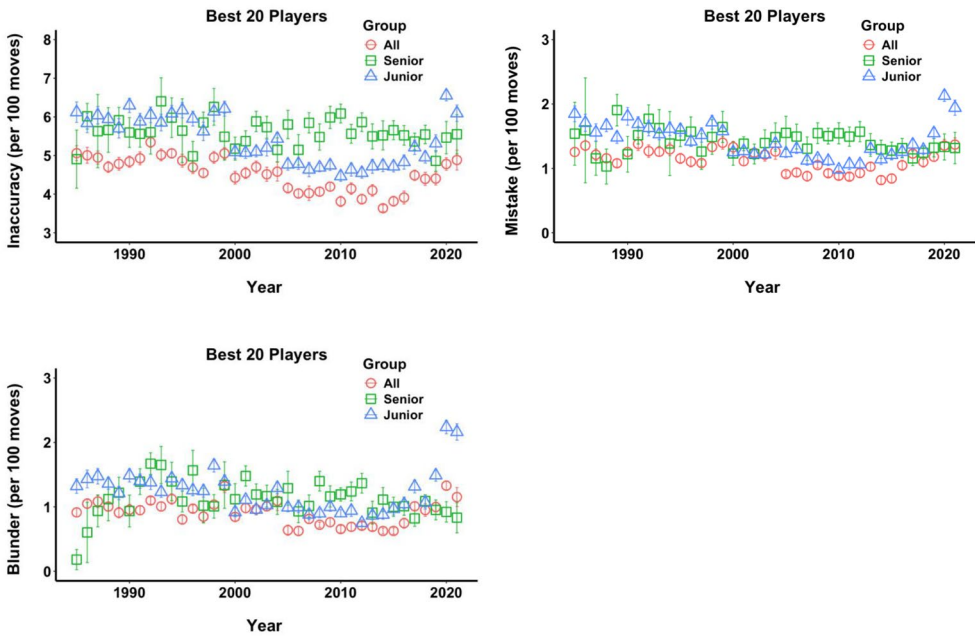 Best 20 Players
Group
All
Senior
Junior
Inaccuracy (per 100 moves)
8
7
6
5
4
3
1990 2000 2010 2020
Year
Best 20 Players
Group
All
Senior
Junior
Mistake (per 100 moves)
3
2
1
0
1990 2000 2010 2020
Year
Best 20 Players
Group
All
Senior
Junior
Blunder (per 100 moves)
3
2
1
0
1990 2000 2010 2020
Year